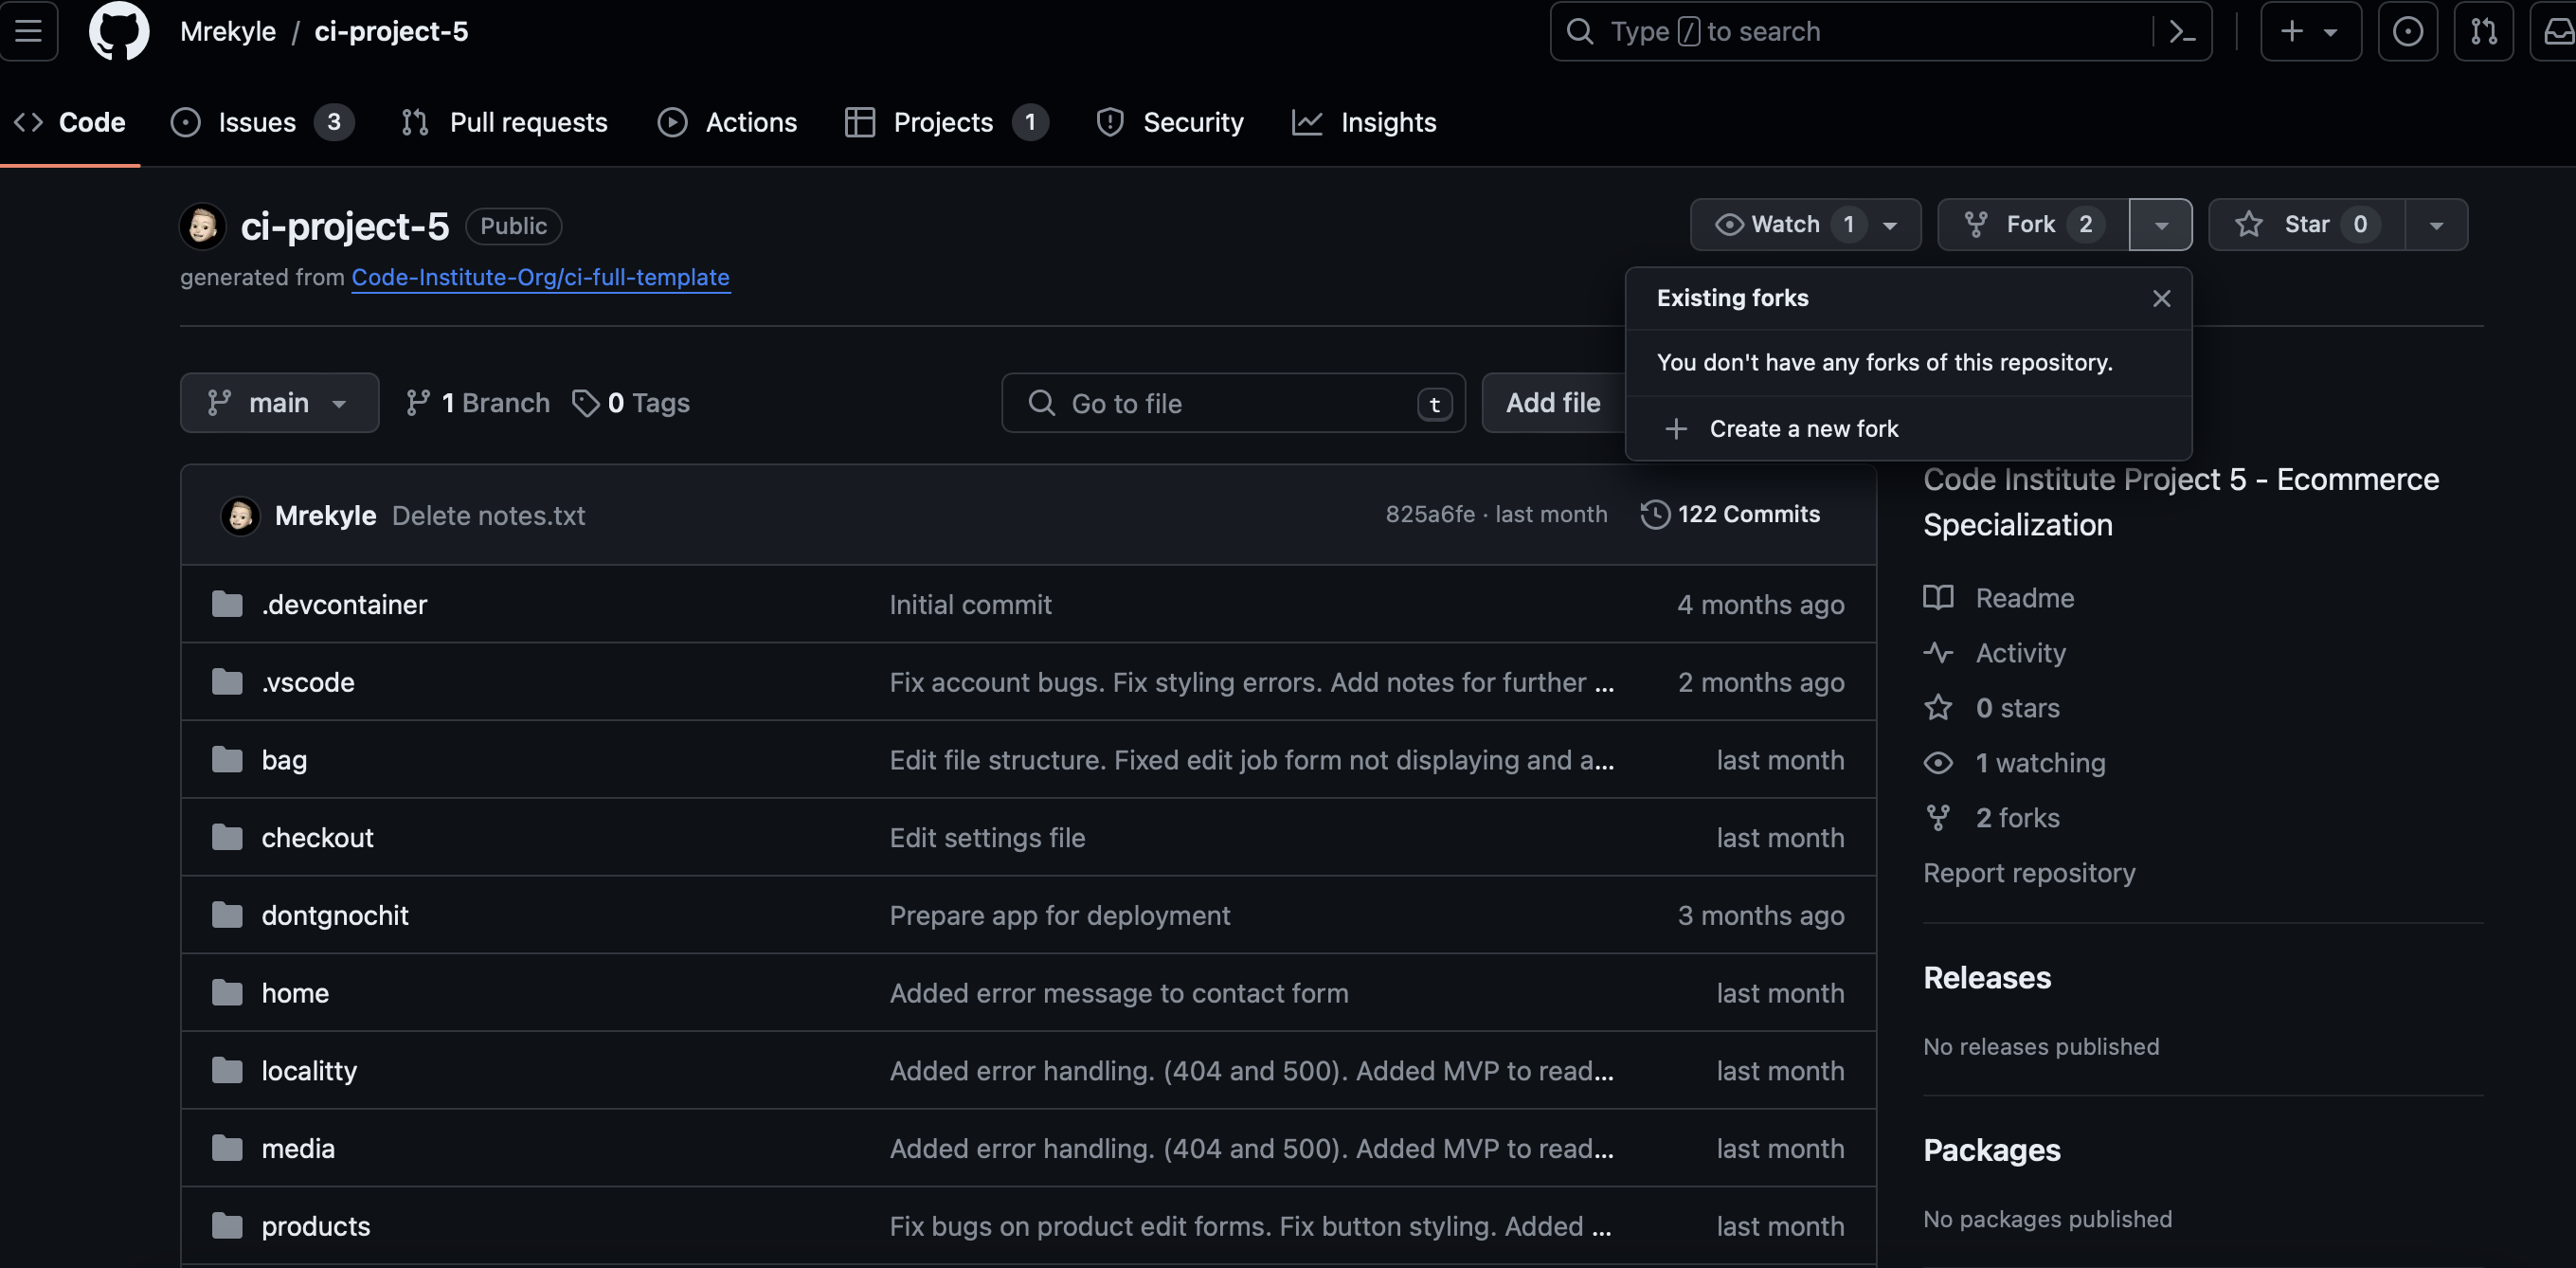 Mrekyle / ci-project-5
Type / to search
Code
Issues 3
Pull requests
Actions
Projects 1
Security
Insights
ci-project-5 Public
Watch 1
Fork 2
Star 0
generated from Code-Institute-Org/ci-full-template
Existing forks
You don't have any forks of this repository.
Create a new fork
main
1 Branch
0 Tags
Go to file t
Add file
Mrekyle Delete notes.txt 825a6fe · last month 122 Commits
.devcontainer Initial commit 4 months ago
.vscode Fix account bugs. Fix styling errors. Add notes for further ... 2 months ago
bag Edit file structure. Fixed edit job form not displaying and a... last month
checkout Edit settings file last month
dontgnochit Prepare app for deployment 3 months ago
home Added error message to contact form last month
localitty Added error handling. (404 and 500). Added MVP to read... last month
media Added error handling. (404 and 500). Added MVP to read... last month
products Fix bugs on product edit forms. Fix button styling. Added ... last month
Code Institute Project 5 - Ecommerce
Specialization
Readme
Activity
0 stars
1 watching
2 forks
Report repository
Releases
No releases published
Packages
No packages published